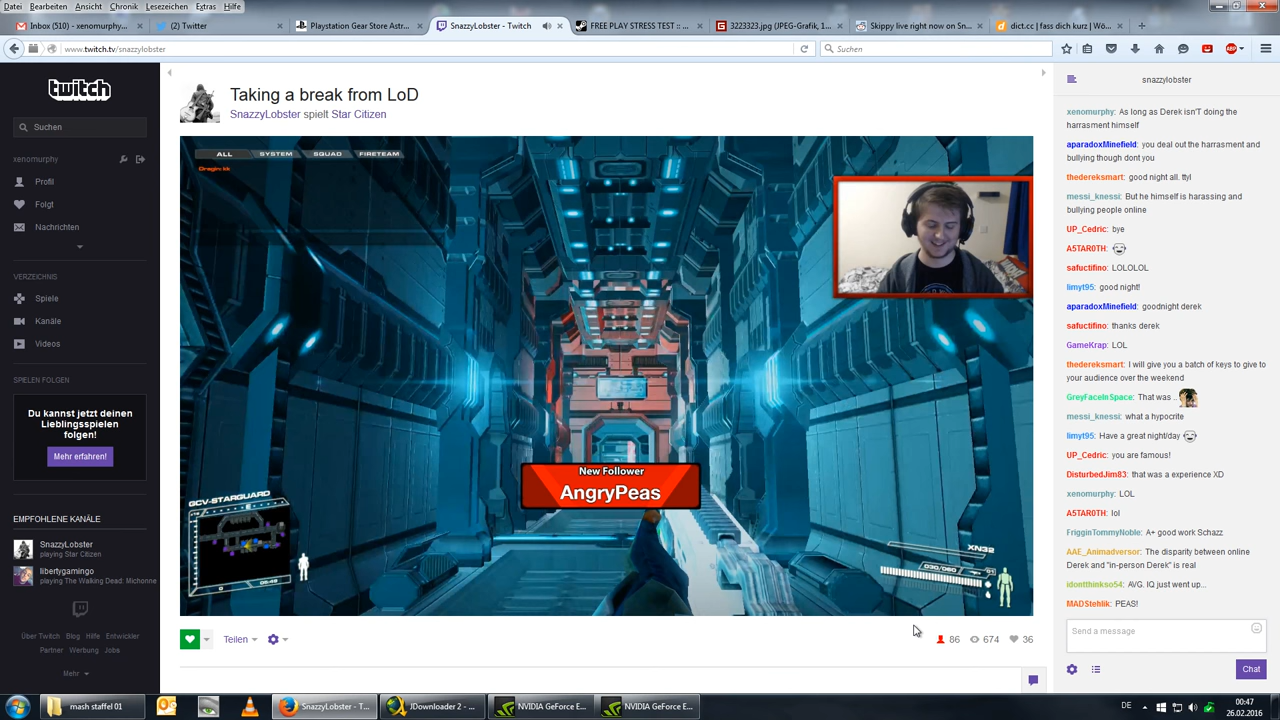 Datei Bearbeiten Ansicht Chronik Lesezeichen Extras Hilfe
Inbox (510) - xenomurphy...
(2) Twitter
Playstation Gear Store Astr...
SnazzyLobster - Twitch
FREE PLAY STRESS TEST :: ...
3223323.jpg (JPEG-Grafik, 1...
Skippy live right now on Sn...
dict.cc | fass dich kurz | Wö...
www.twitch.tv/snazzylobster
Suchen
twitch
Suchen
xenomurphy
Profil
Folgt
Nachrichten
VERZEICHNIS
Spiele
Kanäle
Videos
SPIELEN FOLGEN
Du kannst jetzt deinen
Lieblingsspielen
folgen!
Mehr erfahren!
EMPFOHLENE KANÄLE
SnazzyLobster
playing Star Citizen
libertygamingo
playing The Walking Dead: Michonne
Über Twitch Blog Hilfe Entwickler
Partner Werbung Jobs
Mehr
Taking a break from LoD
SnazzyLobster spielt Star Citizen
ALL SYSTEM SQUAD FIRETEAM
New Follower
AngryPeas
GCV-STARGUARD
05:49
XN32
030/060
Teilen
86 674 36
snazzylobster
xenomurphy: As long as Derek isn'T doing the
harrasment himself
aparadoxMinefield: you deal out the harrasment and
bullying though dont you
thedereksmart: good night all. ttyl
messi_knessi: But he himself is harassing and
bullying people online
UP_Cedric: bye
A5TAR0TH:
safuctifino: LOLOLOL
limyt95: good night!
aparadoxMinefield: goodnight derek
safuctifino: thanks derek
GameKrap: LOL
thedereksmart: I will give you a batch of keys to give to
your audience over the weekend
GreyFaceInSpace: That was ..
messi_knessi: what a hypocrite
limyt95: Have a great night/day
UP_Cedric: you are famous!
DisturbedJim83: that was a experience XD
xenomurphy: LOL
A5TAR0TH: lol
FrigginTommyNoble: A+ good work Schazz
AAE_Animadversor: The disparity between online
Derek and "in-person Derek" is real
idontthinkso54: AVG. IQ just went up...
MADStehlik: PEAS!
Send a message
Chat
mash staffel 01
SnazzyLobster - T...
JDownloader 2 - ...
NVIDIA GeForce E...
NVIDIA GeForce E...
DE
00:47
26.02.2016